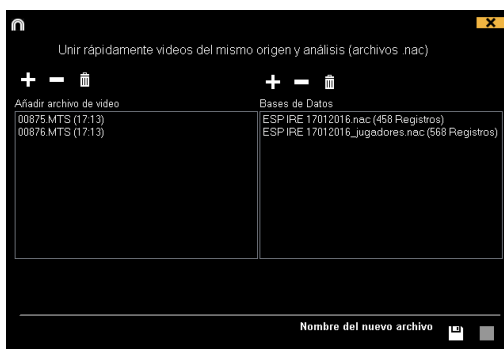 Unir rápidamente videos del mismo origen y análisis (archivos .nac)
Añadir archivo de video
00875.MTS (17:13)
00876.MTS (17:13)
Bases de Datos
ESP IRE 17012016.nac (458 Registros)
ESP IRE 17012016_jugadores.nac (568 Registros)
Nombre del nuevo archivo